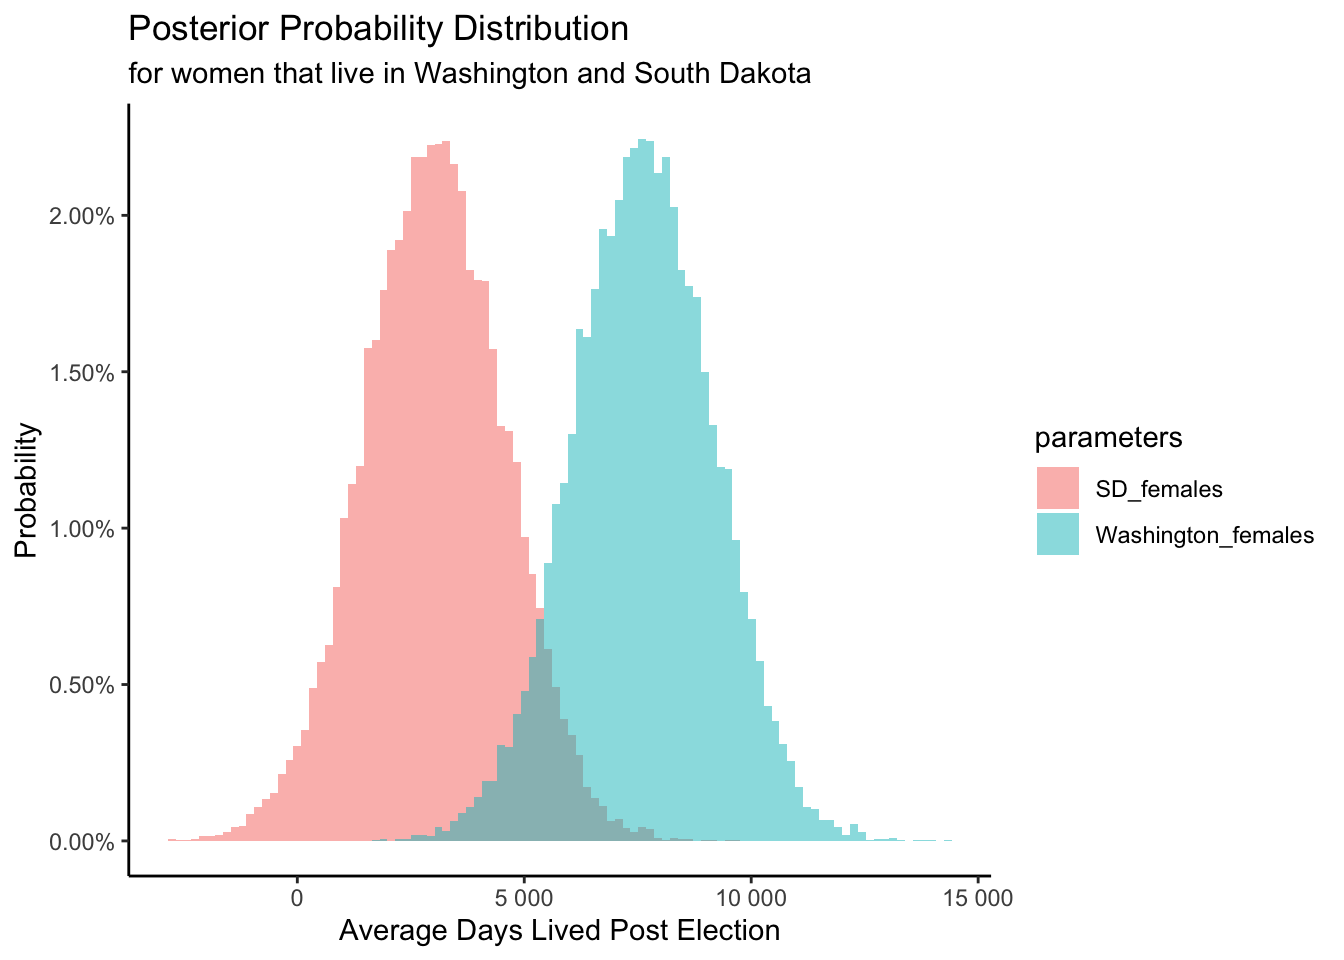 Posterior Probability Distribution
for women that live in Washington and South Dakota
Probability
2.00%
1.50%
1.00%
0.50%
0.00%
0
5 000
10 000
15 000
Average Days Lived Post Election
parameters
SD_females
Washington_females